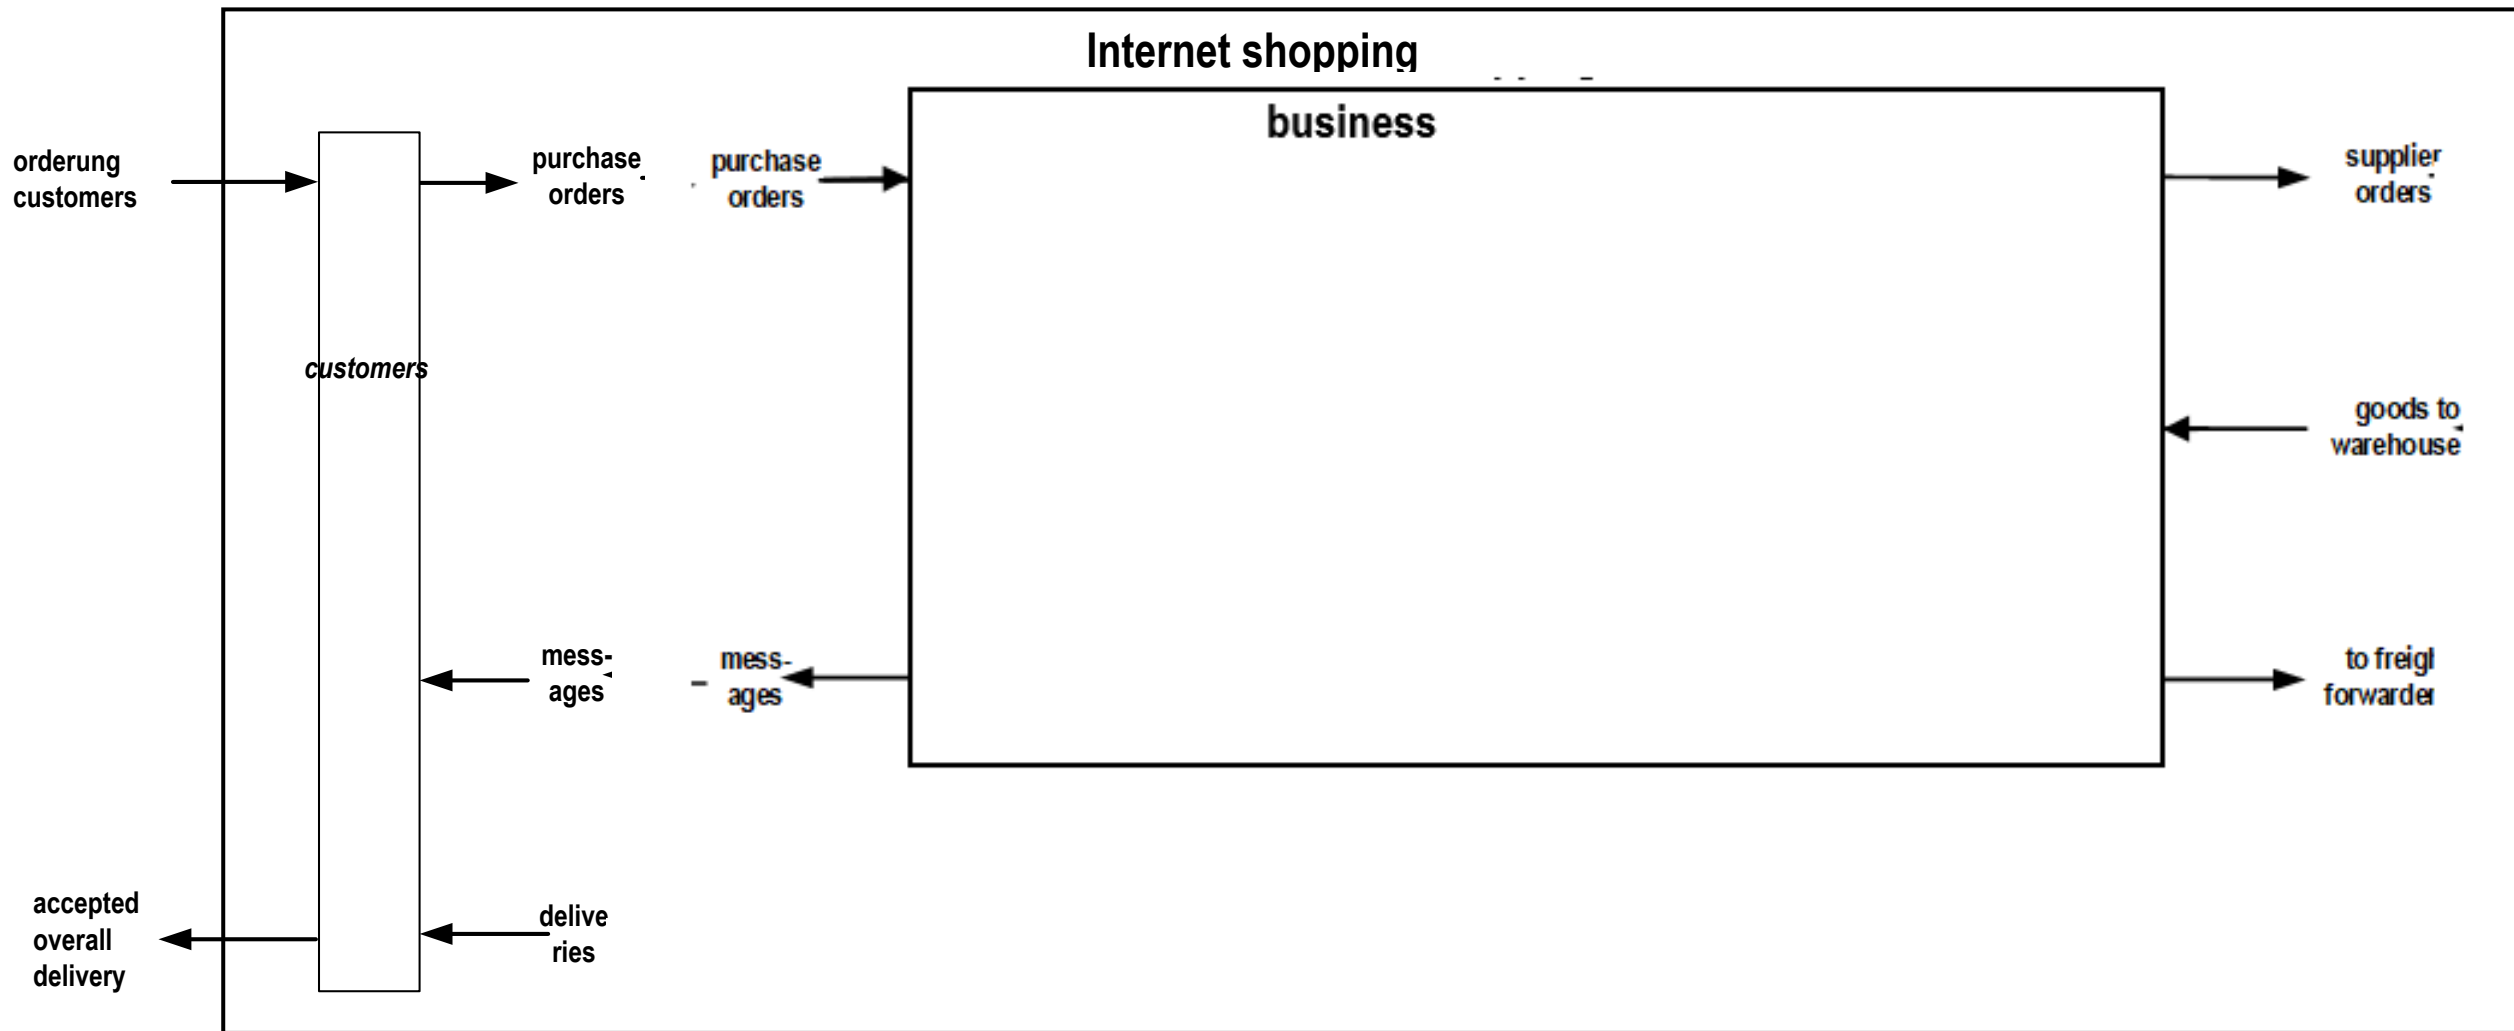 Internet shopping
business
orderung
customers
purchase
orders
purchase
orders
supplier
orders
customers
goods to
warehouse
mess-
ages
mess-
ages
to freigl
forwarder
accepted
overall
delivery
delive
ries